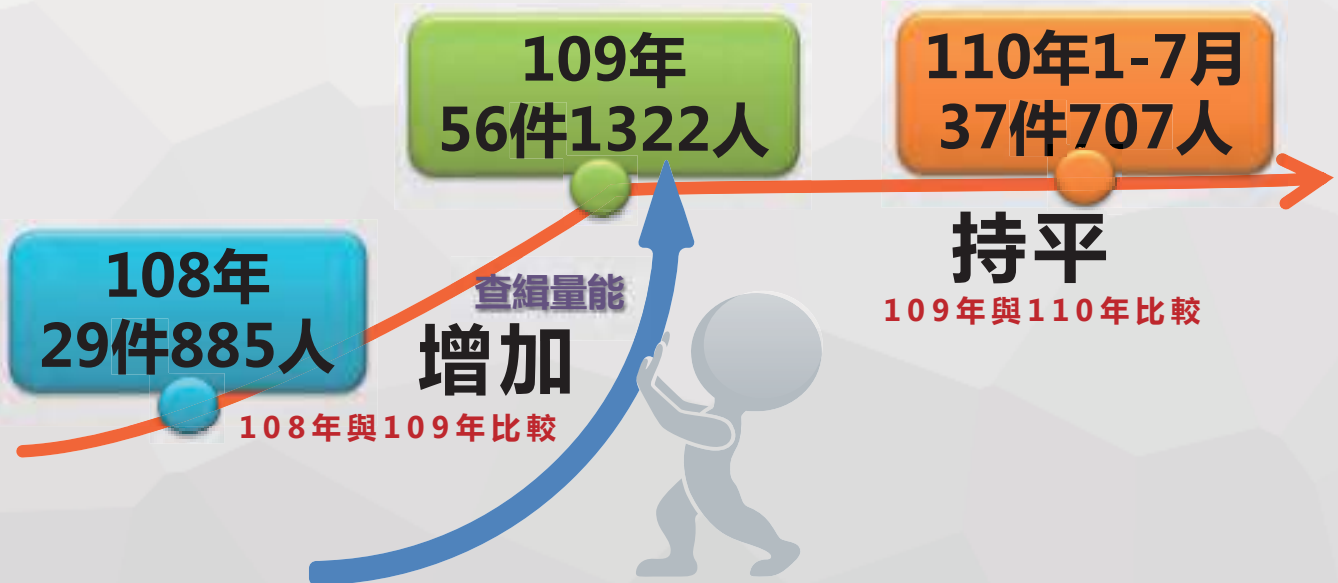 108年
29件885人
109年
56件1322人
110年1-7月
37件707人
查緝量能
增加
108年與109年比較
持平
109年與110年比較